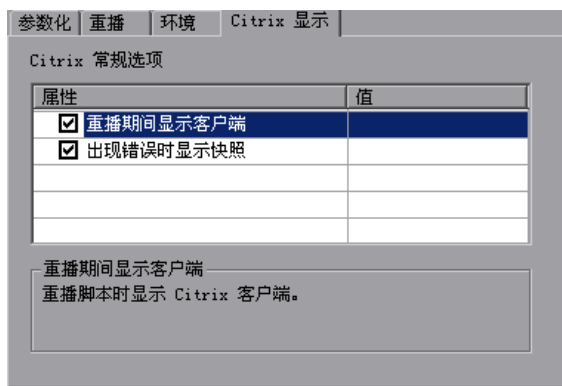 参数化 重播 环境 Citrix 显示
Citrix 常规选项
属性 值
重播期间显示客户端
出现错误时显示快照
重播期间显示客户端
重播脚本时显示 Citrix 客户端。